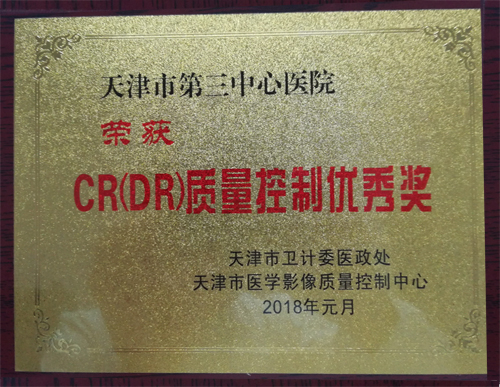 天津市第三中心医院
荣获
CR(DR)质量控制优秀奖
天津市卫计委医政处
天津市医学影像质量控制中心
2018年元月